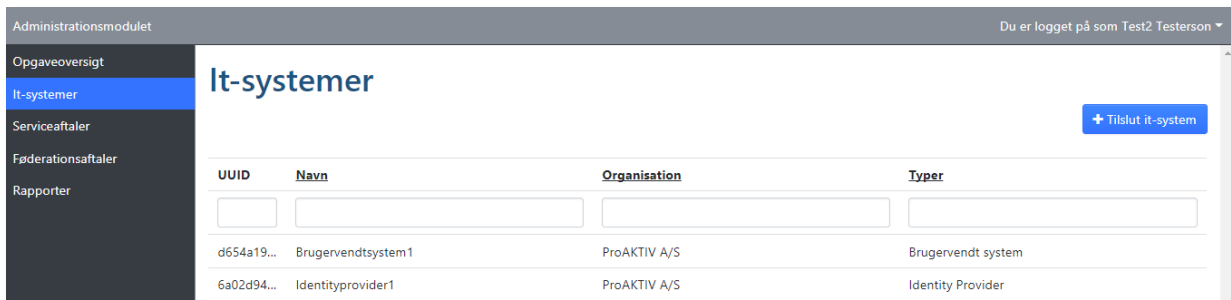 Administrationsmodulet Du er logget på som Test2 Testerson
Opgaveoversigt
It-systemer
Serviceaftaler
Føderationsaftaler
Rapporter
It-systemer
+ Tilslut it-system
UUID Navn Organisation Typer
d654a19... Brugervendtsystem1 ProAKTIV A/S Brugervendt system
6a02d94... Identityprovider1 ProAKTIV A/S Identity Provider